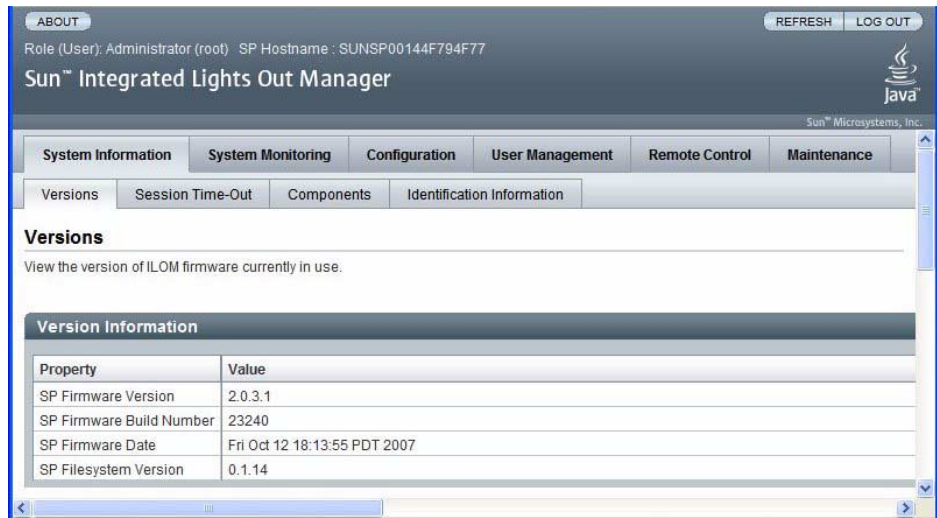 ABOUT REFRESH LOG OUT
Role (User): Administrator (root) SP Hostname : SUNSP00144F794F77
Sun™ Integrated Lights Out Manager
Java™
Sun™ Microsystems, Inc.
System Information System Monitoring Configuration User Management Remote Control Maintenance
Versions Session Time-Out Components Identification Information
Versions
View the version of ILOM firmware currently in use.
Version Information
Property Value
SP Firmware Version 2.0.3.1
SP Firmware Build Number 23240
SP Firmware Date Fri Oct 12 18:13:55 PDT 2007
SP Filesystem Version 0.1.14